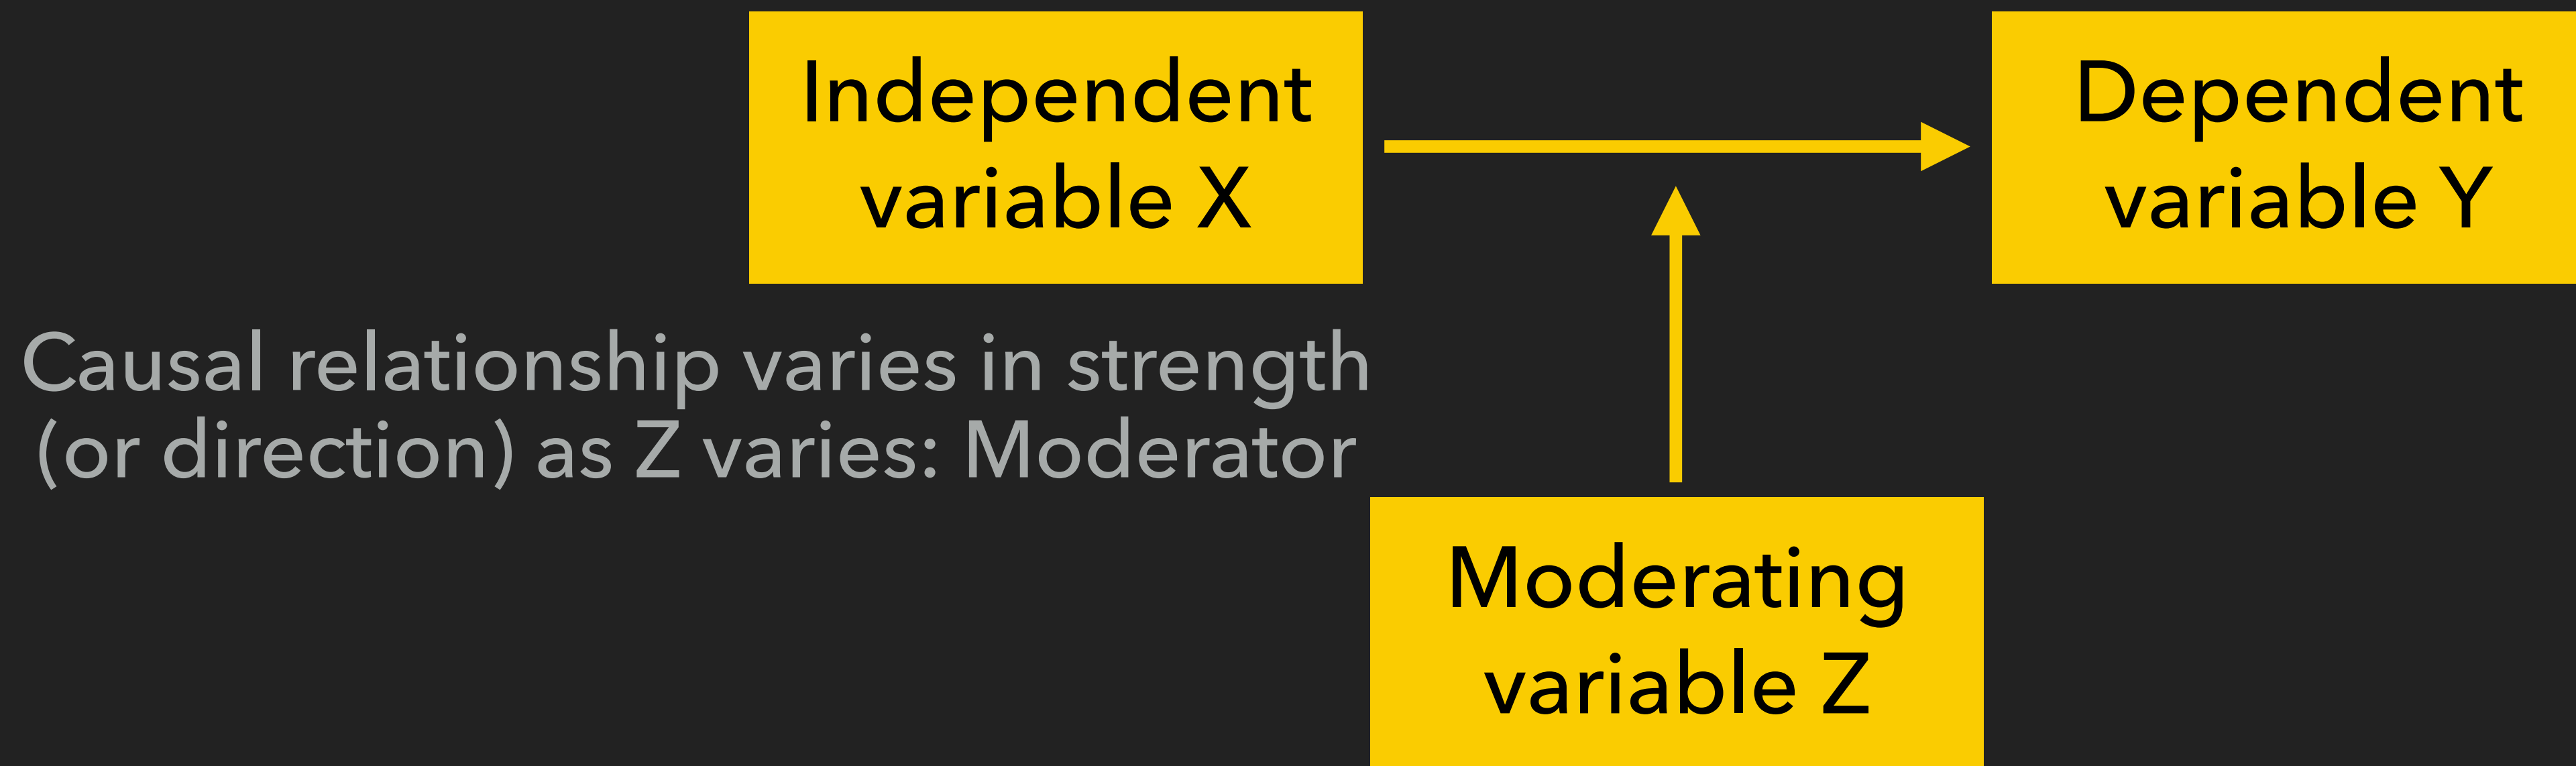 Independent
variable X
Dependent
variable Y
Causal relationship varies in strength
(or direction) as Z varies: Moderator
Moderating
variable Z